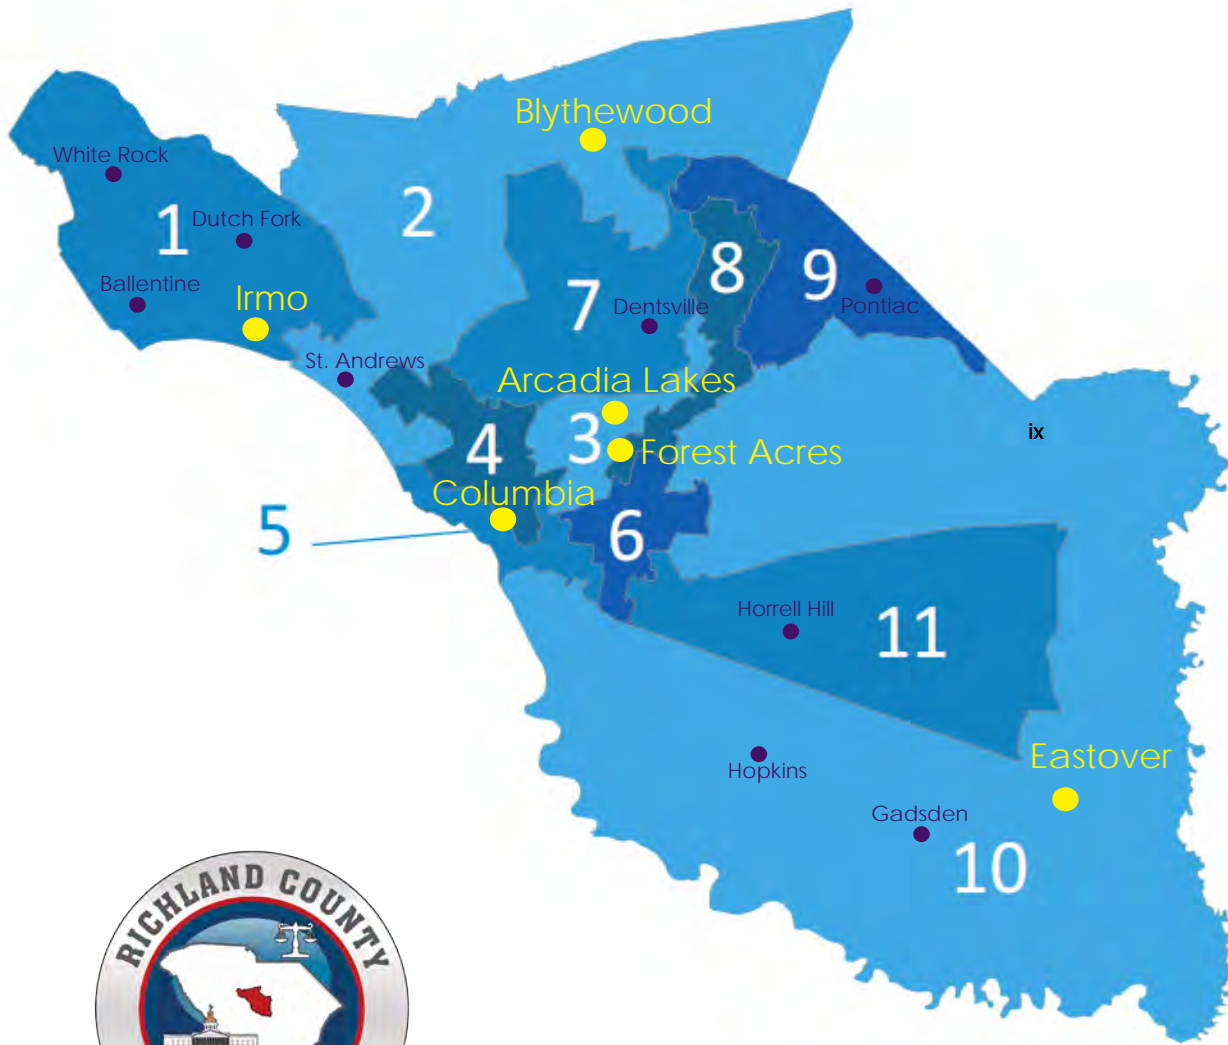 Blythewood
White Rock
2
1
Dutch Fork
8
9
Ballentine
Irmo
7
Dentsville
Pontiac
St. Andrews
Arcadia Lakes
3
ix
4
Forest Acres
Columbia
5
6
Horrell Hill
11
Eastover
Hopkins
Gadsden
10
RICHLAND COUNTY